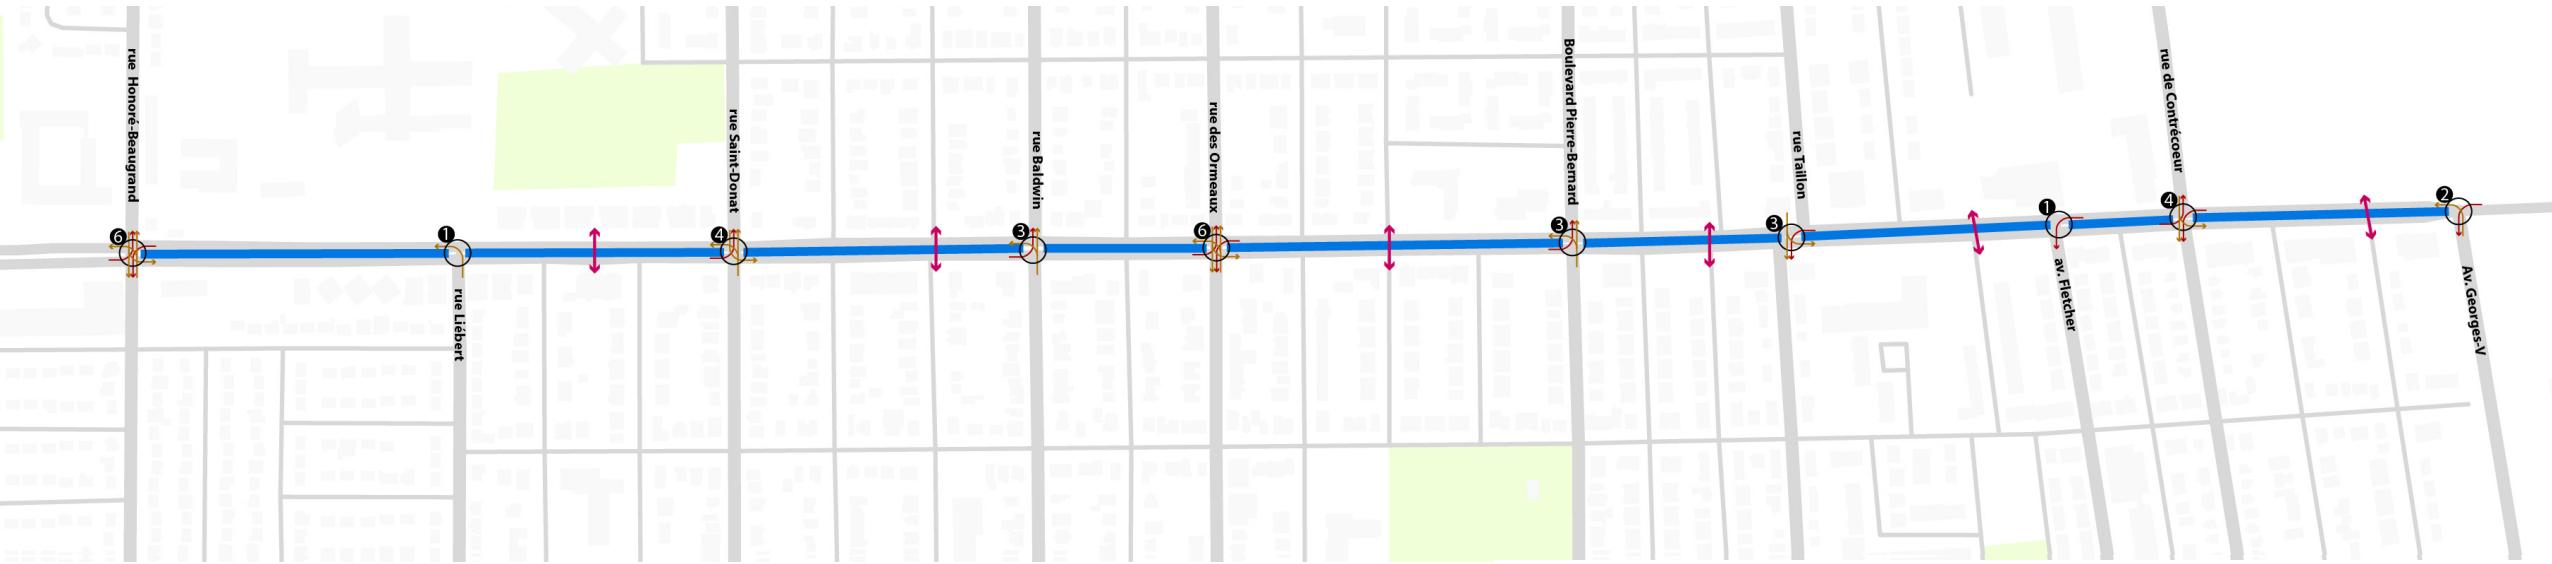 rue Honoré-Beaugrand
6
1
rue Liébert
rue Saint-Donat
4
rue Baldwin
3
rue des Ormeaux
6
Boulevard Pierre-Bernard
3
rue Taillon
3
1
av. Fletcher
rue de Contrécoeur
4
2
Av. Georges-V